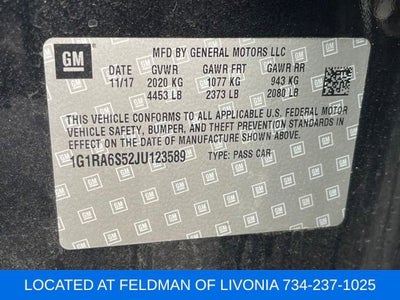 GM
MFD BY GENERAL MOTORS LLC
DATE GVWR GAWR FRT GAWR RR
11/17 2020 KG 1077 KG 943 KG
4453 LB 2373 LB 2080 LB
THIS VEHICLE CONFORMS TO ALL APPLICABLE U.S. FEDERAL MOTOR
VEHICLE SAFETY, BUMPER, AND THEFT PREVENTION STANDARDS IN
EFFECT ON THE DATE OF MANUFACTURE SHOWN ABOVE.
1G1RA6S52JU123589 TYPE: PASS CAR
LOCATED AT FELDMAN OF LIVONIA 734-237-1025